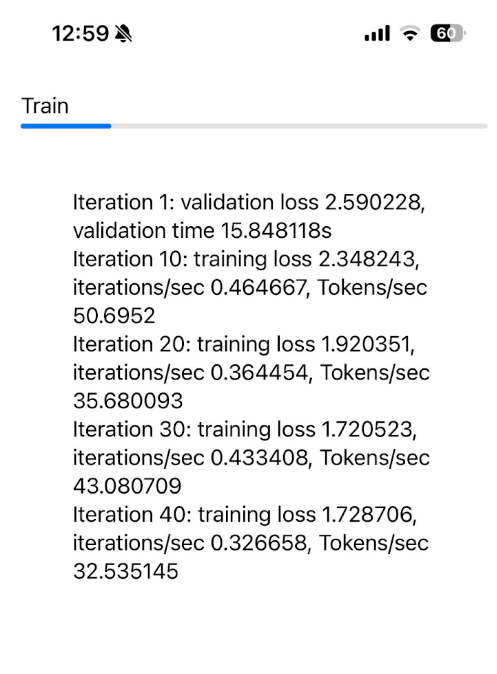 12:59
60
Train
Iteration 1: validation loss 2.590228,
validation time 15.848118s
Iteration 10: training loss 2.348243,
iterations/sec 0.464667, Tokens/sec
50.6952
Iteration 20: training loss 1.920351,
iterations/sec 0.364454, Tokens/sec
35.680093
Iteration 30: training loss 1.720523,
iterations/sec 0.433408, Tokens/sec
43.080709
Iteration 40: training loss 1.728706,
iterations/sec 0.326658, Tokens/sec
32.535145